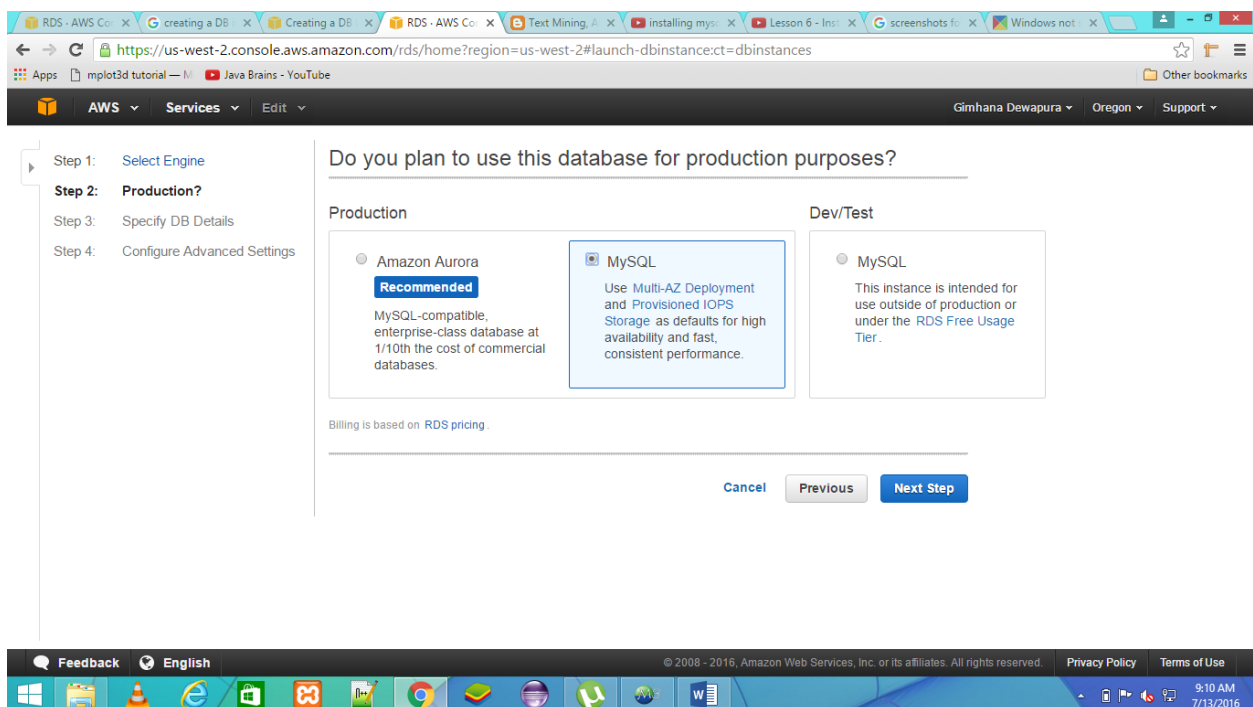 RDS - AWS Co
creating a DB
Creating a DB
RDS - AWS Co
Text Mining, A
installing mysq
Lesson 6 - Inst
screenshots fo
Windows not s
https://us-west-2.console.aws.amazon.com/rds/home?region=us-west-2#launch-dbinstance:ct=dbinstances
Apps mplot3d tutorial — M Java Brains - YouTube Other bookmarks
AWS Services Edit Gimhana Dewapura Oregon Support
Step 1: Select Engine
Step 2: Production?
Step 3: Specify DB Details
Step 4: Configure Advanced Settings
Do you plan to use this database for production purposes?
Production
Amazon Aurora
Recommended
MySQL-compatible,
enterprise-class database at
1/10th the cost of commercial
databases.
MySQL
Use Multi-AZ Deployment
and Provisioned IOPS
Storage as defaults for high
availability and fast,
consistent performance.
Dev/Test
MySQL
This instance is intended for
use outside of production or
under the RDS Free Usage
Tier.
Billing is based on RDS pricing.
Cancel Previous Next Step
Feedback English © 2008 - 2016, Amazon Web Services, Inc. or its affiliates. All rights reserved. Privacy Policy Terms of Use
9:10 AM
7/13/2016